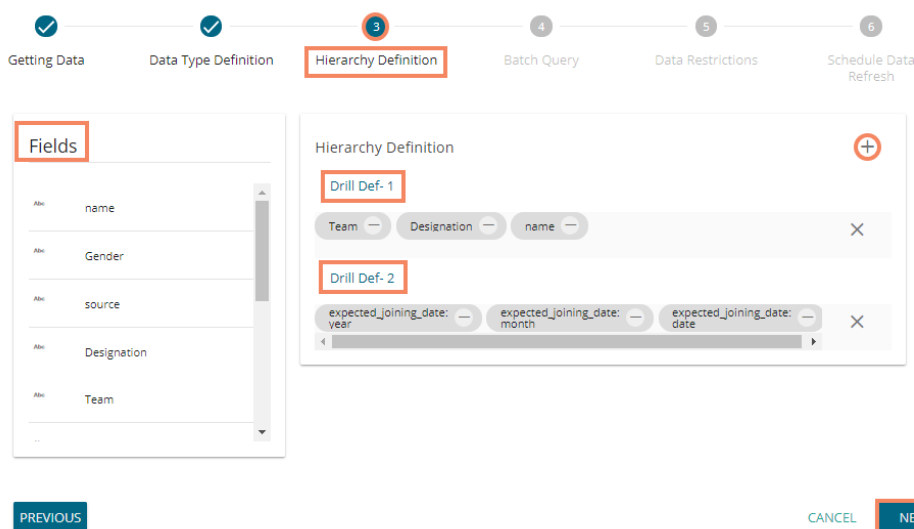 3 4 5 6
Getting Data Data Type Definition Hierarchy Definition Batch Query Data Restrictions Schedule Data
Refresh
Fields
Abc name
Abc Gender
Abc source
Abc Designation
Abc Team
Hierarchy Definition
Drill Def- 1
Team Designation name
Drill Def- 2
expected_joining_date: expected_joining_date: expected_joining_date:
year month date
PREVIOUS CANCEL NE